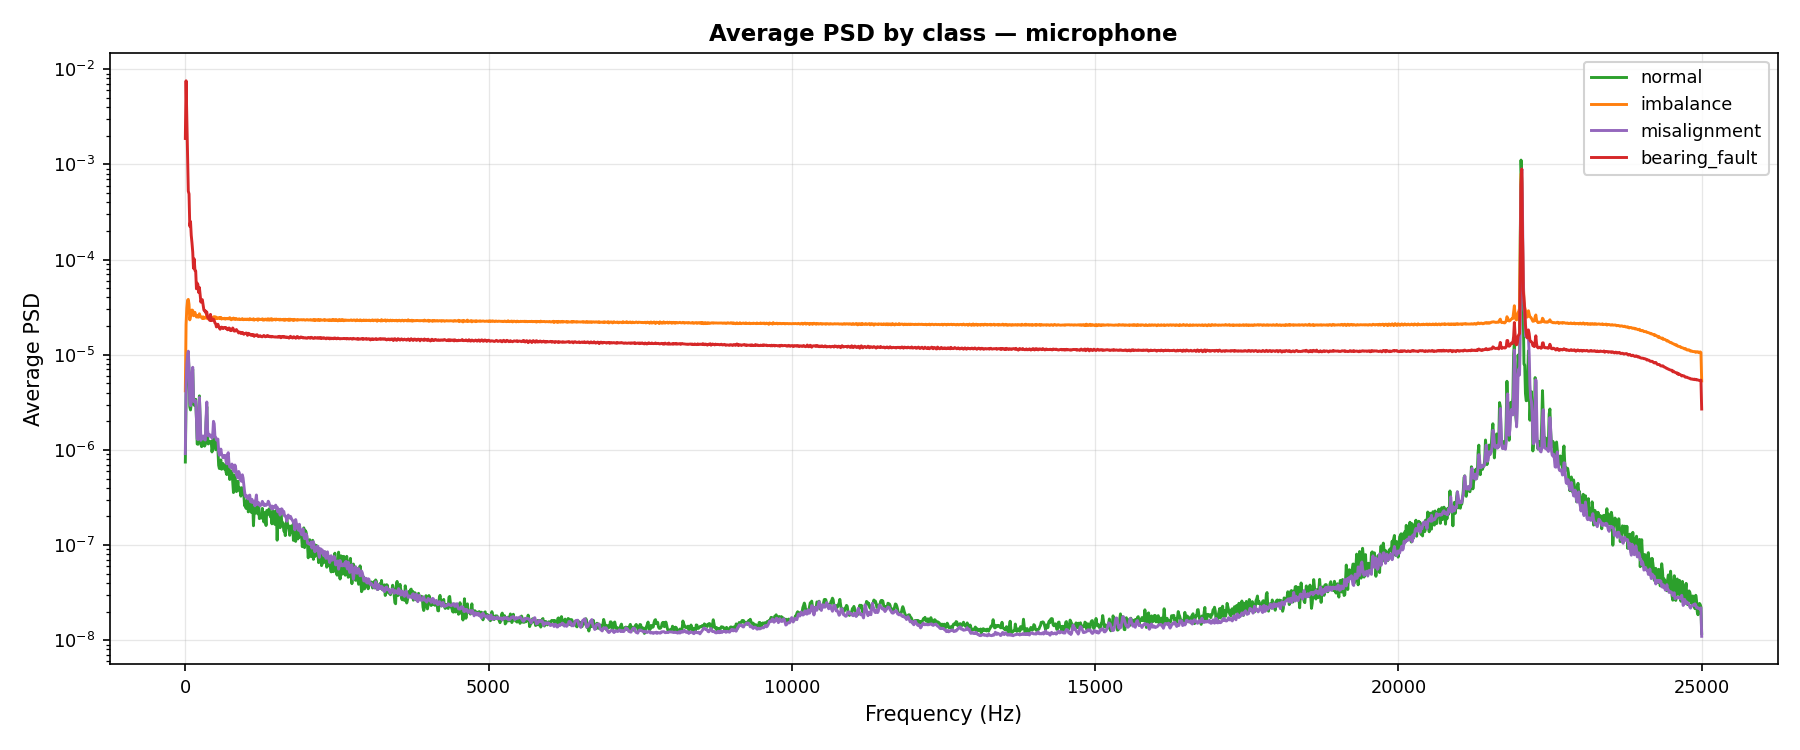 Average PSD by class — microphone
normal
imbalance
misalignment
bearing_fault
Average PSD
10⁻²
10⁻³
10⁻⁴
10⁻⁵
10⁻⁶
10⁻⁷
10⁻⁸
0 5000 10000 15000 20000 25000
Frequency (Hz)